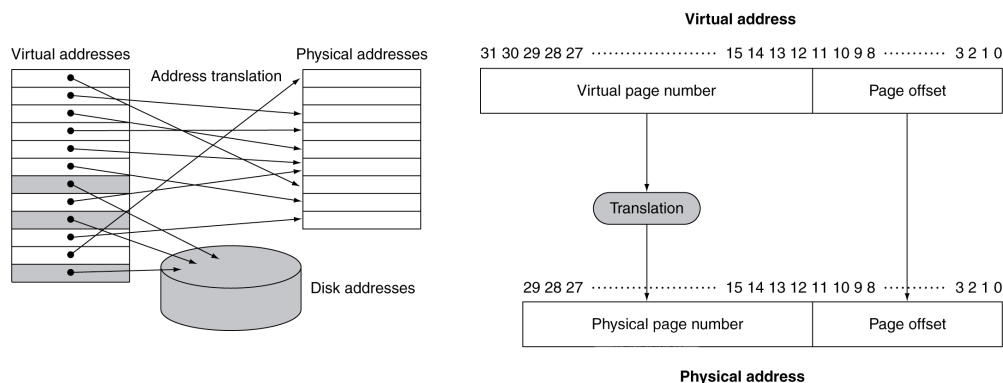 Virtual addresses
Address translation
Physical addresses
Disk addresses
Virtual address
31 30 29 28 27 ·························· 15 14 13 12 11 10 9 8 ·········· 3 2 1 0
Virtual page number
Page offset
Translation
29 28 27 ·························· 15 14 13 12 11 10 9 8 ·········· 3 2 1 0
Physical page number
Page offset
Physical address